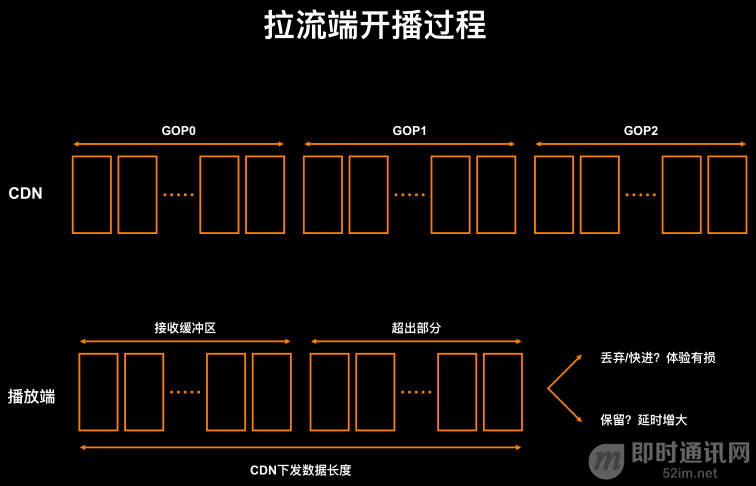 拉流端开播过程
GOP0
GOP1
GOP2
CDN
接收缓冲区
超出部分
丢弃/快进？体验有损
播放端
保留？延时增大
CDN下发数据长度
即时通讯网
52im.net